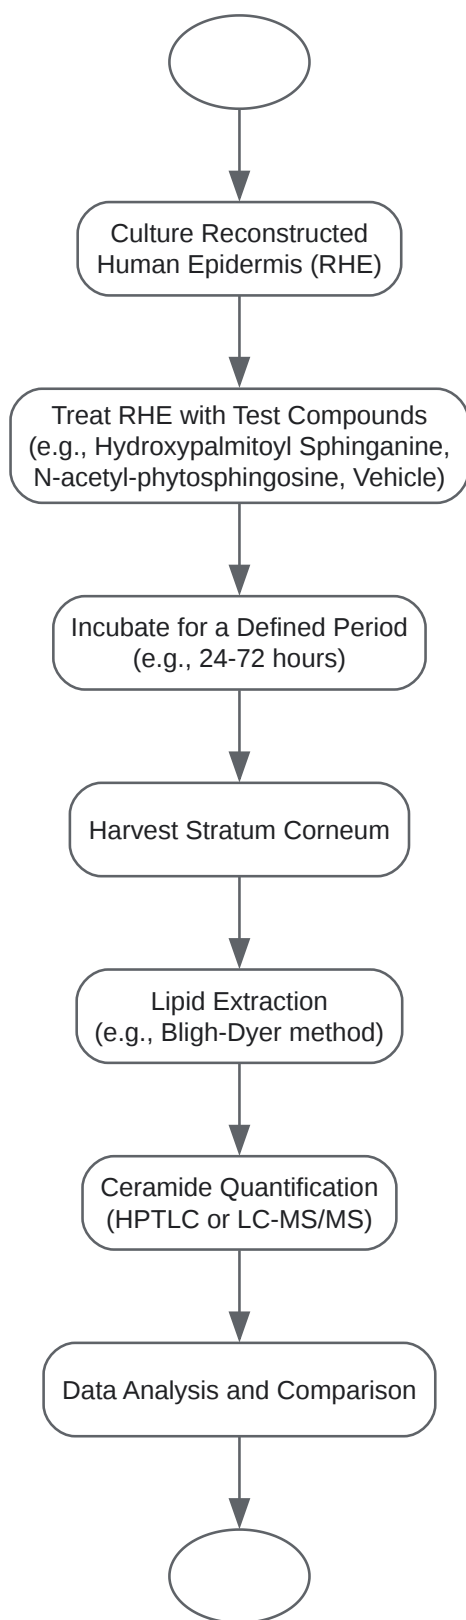 Culture Reconstructed
Human Epidermis (RHE)
Treat RHE with Test Compounds
(e.g., Hydroxypalmitoyl Sphinganine,
N-acetyl-phytosphingosine, Vehicle)
Incubate for a Defined Period
(e.g., 24-72 hours)
Harvest Stratum Corneum
Lipid Extraction
(e.g., Bligh-Dyer method)
Ceramide Quantification
(HPTLC or LC-MS/MS)
Data Analysis and Comparison